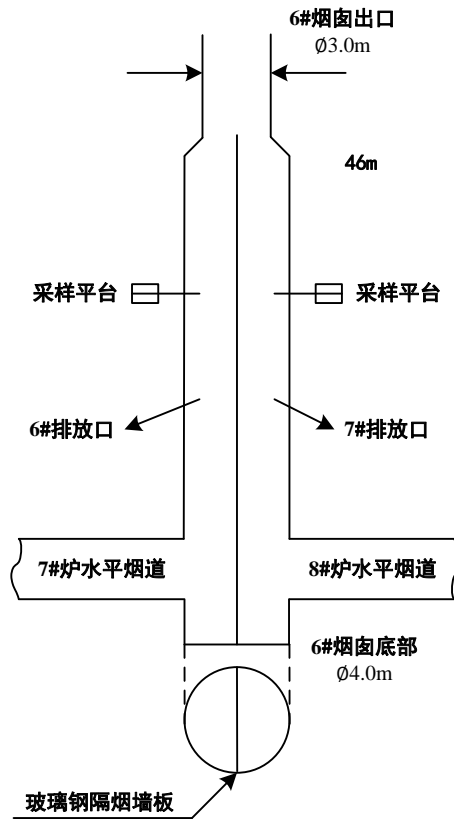 6#烟囱出口
Ø3.0m
46m
采样平台
采样平台
6#排放口
7#排放口
7#炉水平烟道
8#炉水平烟道
6#烟囱底部
Ø4.0m
玻璃钢隔烟墙板